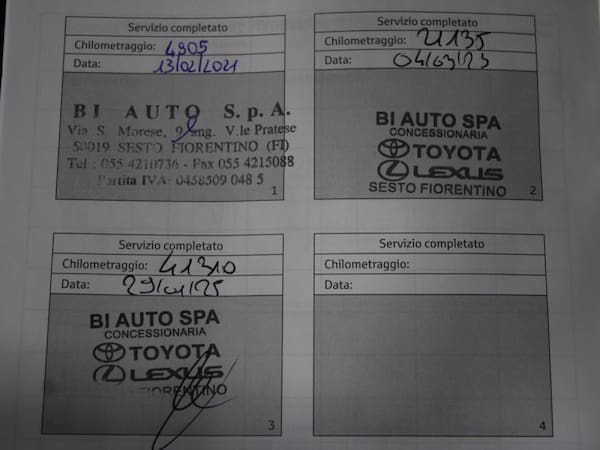 Servizio completato
Chilometraggio: 4905
Data: 13/02/2021
BI AUTO S.p.A.
Via S. Morese, 9 ang. V.le Pratese
50019 SESTO FIORENTINO (FI)
Tel : 055 4210736 - Fax 055 4215088
Partita IVA: 0458509 048 5
1
Servizio completato
Chilometraggio: 21135
Data: 04/03/23
BI AUTO SPA
CONCESSIONARIA
TOYOTA
LEXUS
SESTO FIORENTINO
2
Servizio completato
Chilometraggio: 41310
Data: 29/01/25
BI AUTO SPA
CONCESSIONARIA
TOYOTA
LEXUS
FIORENTINO
3
Servizio completato
Chilometraggio:
Data:
4